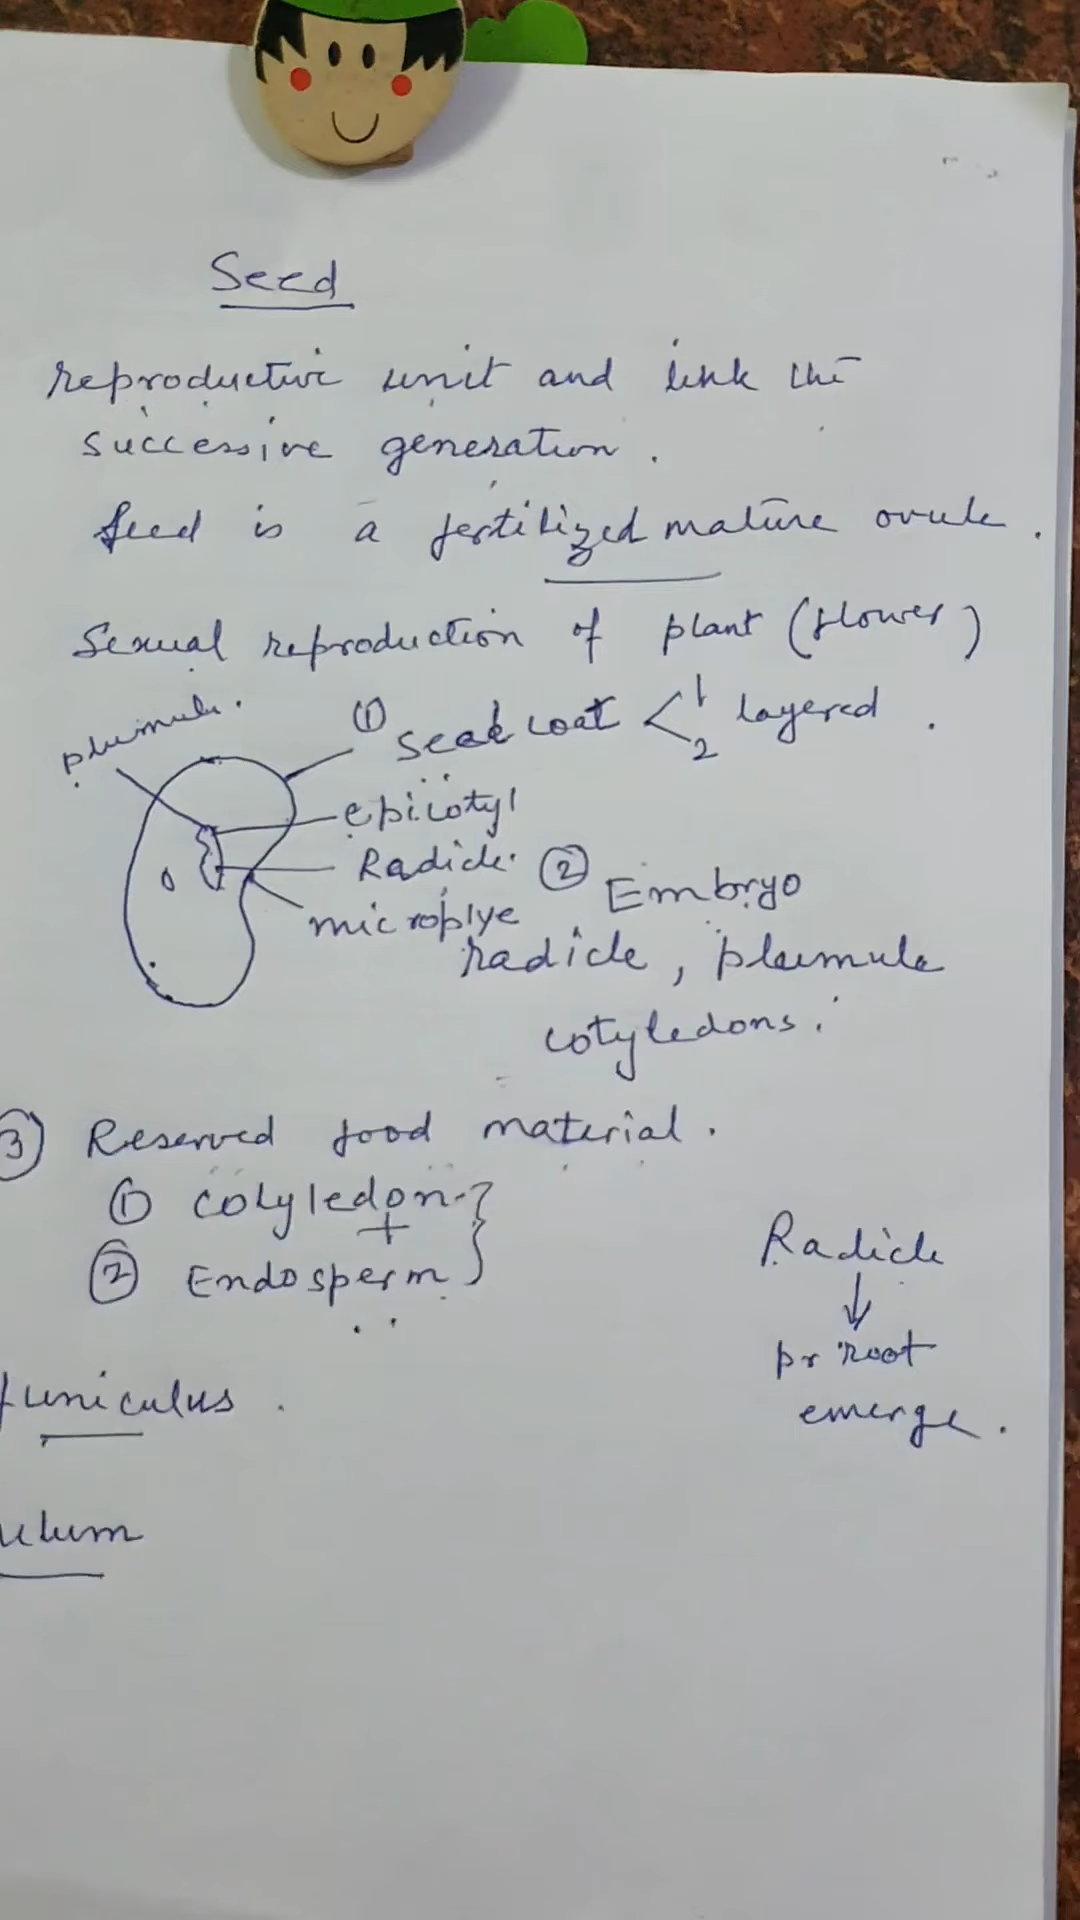 Seed
reproductive unit and link the
successive generation.
Seed is a fertilized mature ovule.
Sexual reproduction of plant (flower)
plumule.
① Seed coat < 1 2 layered.
epicotyl
Radicle.
② Embryo
microplye
radicle, plumule
cotyledons.
③ Reserved food material.
① Cotyledon
+
② Endosperm
Radicle
↓
pr root
emerge.
funiculus.